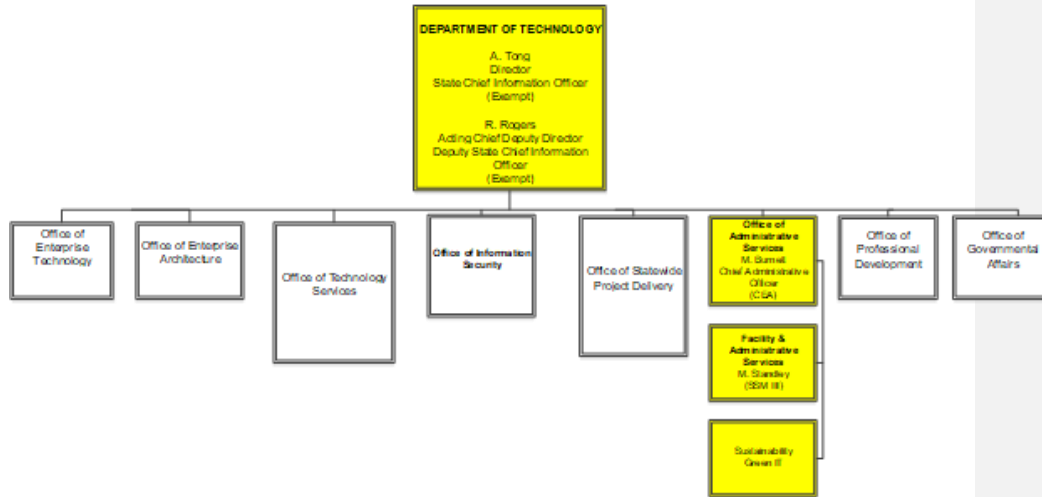 DEPARTMENT OF TECHNOLOGY
A. Tong
Director
State Chief Information Officer
(Exempt)
R. Rogers
Acting Chief Deputy Director
Deputy State Chief Information
Officer
(Exempt)
Office of
Enterprise
Technology
Office of Enterprise
Architecture
Office of Technology
Services
Office of Information
Security
Office of Statewide
Project Delivery
Office of
Administrative
Services
M.
Chief Administrative
Officer
(CEA)
Office of
Professional
Development
Office of
Governmental
Affairs
Facility &
Administrative
Services
M. Standley
(SSM III)
Sustainability
Green IT